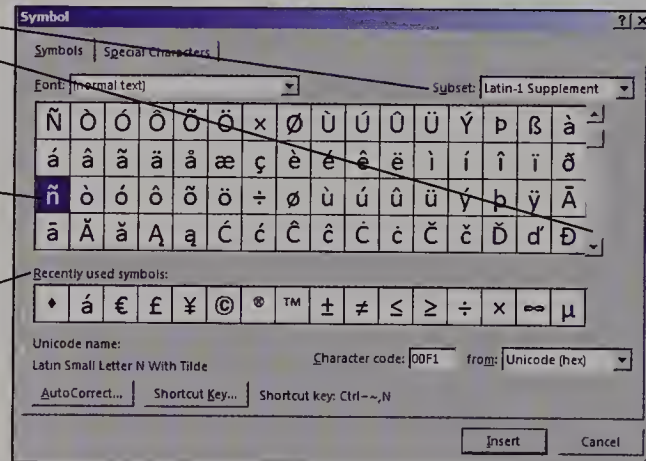 Symbol ? X
Symbols Special Characters
Font: (normal text) Subset: Latin-1 Supplement
Ñ Ò Ó Ô Õ Ö × Ø Ù Ú Û Ü Ý Þ ß à
á â ã ä å æ ç è é ê ë ì í î ï ð
ñ ò ó ô õ ö ÷ ø ù ú û ü ý þ ÿ Ā
ā Ă ă Ą ą Ć ć Ĉ ĉ Ċ ċ Č č Ď ď Đ
Recently used symbols:
♦ á € £ ¥ © ® ™ ± ≠ ≤ ≥ ÷ × ∞ µ
Unicode name:
Latin Small Letter N With Tilde Character code: 00F1 from: Unicode (hex)
AutoCorrect... Shortcut Key... Shortcut key: Ctrl+~,N
Insert Cancel